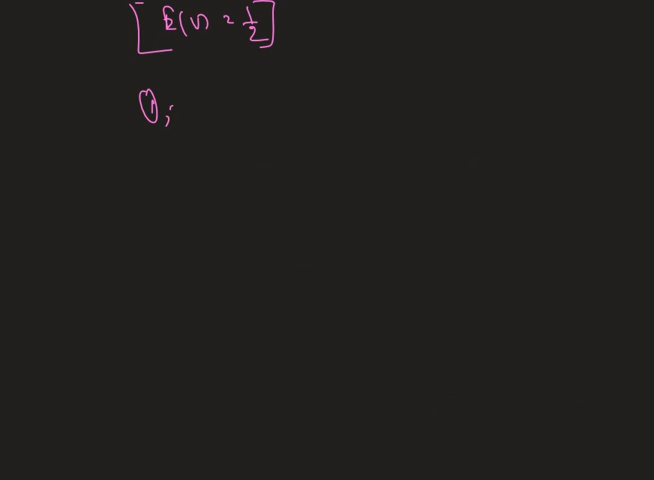 [ E(V) = 1/2 ]
① ;